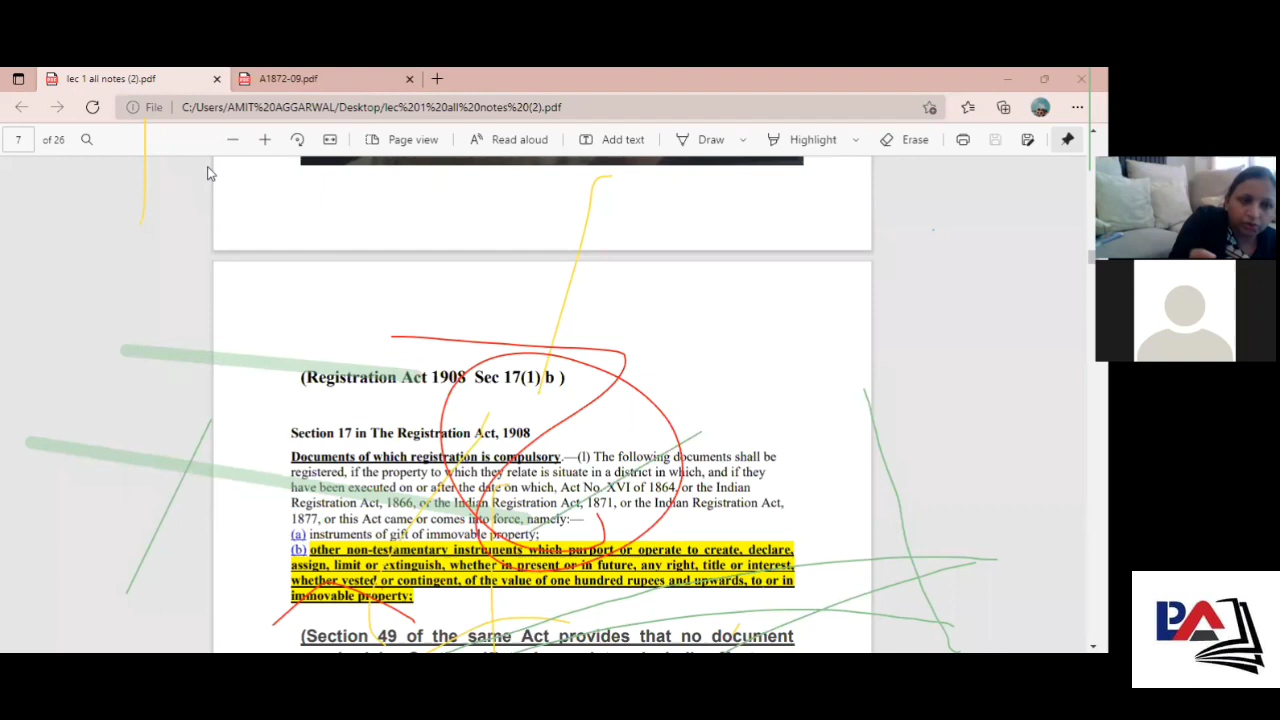 lec 1 all notes (2).pdf
A1872-09.pdf
File
C:/Users/AMIT%20AGGARWAL/Desktop/lec%201%20all%20notes%20(2).pdf
7 of 26 Page view Read aloud Add text Draw Highlight Erase
(Registration Act 1908 Sec 17(1) b )
Section 17 in The Registration Act, 1908
Documents of which registration is compulsory.—(l) The following documents shall be
registered, if the property to which they relate is situate in a district in which, and if they
have been executed on or after the date on which, Act No. XVI of 1864, or the Indian
Registration Act, 1866, or the Indian Registration Act, 1871, or the Indian Registration Act,
1877, or this Act came or comes into force, namely:—
(a) instruments of gift of immovable property;
(b) other non-testamentary instruments which purport or operate to create, declare,
assign, limit or extinguish, whether in present or in future, any right, title or interest,
whether vested or contingent, of the value of one hundred rupees and upwards, to or in
immovable property;
(Section 49 of the same Act provides that no document